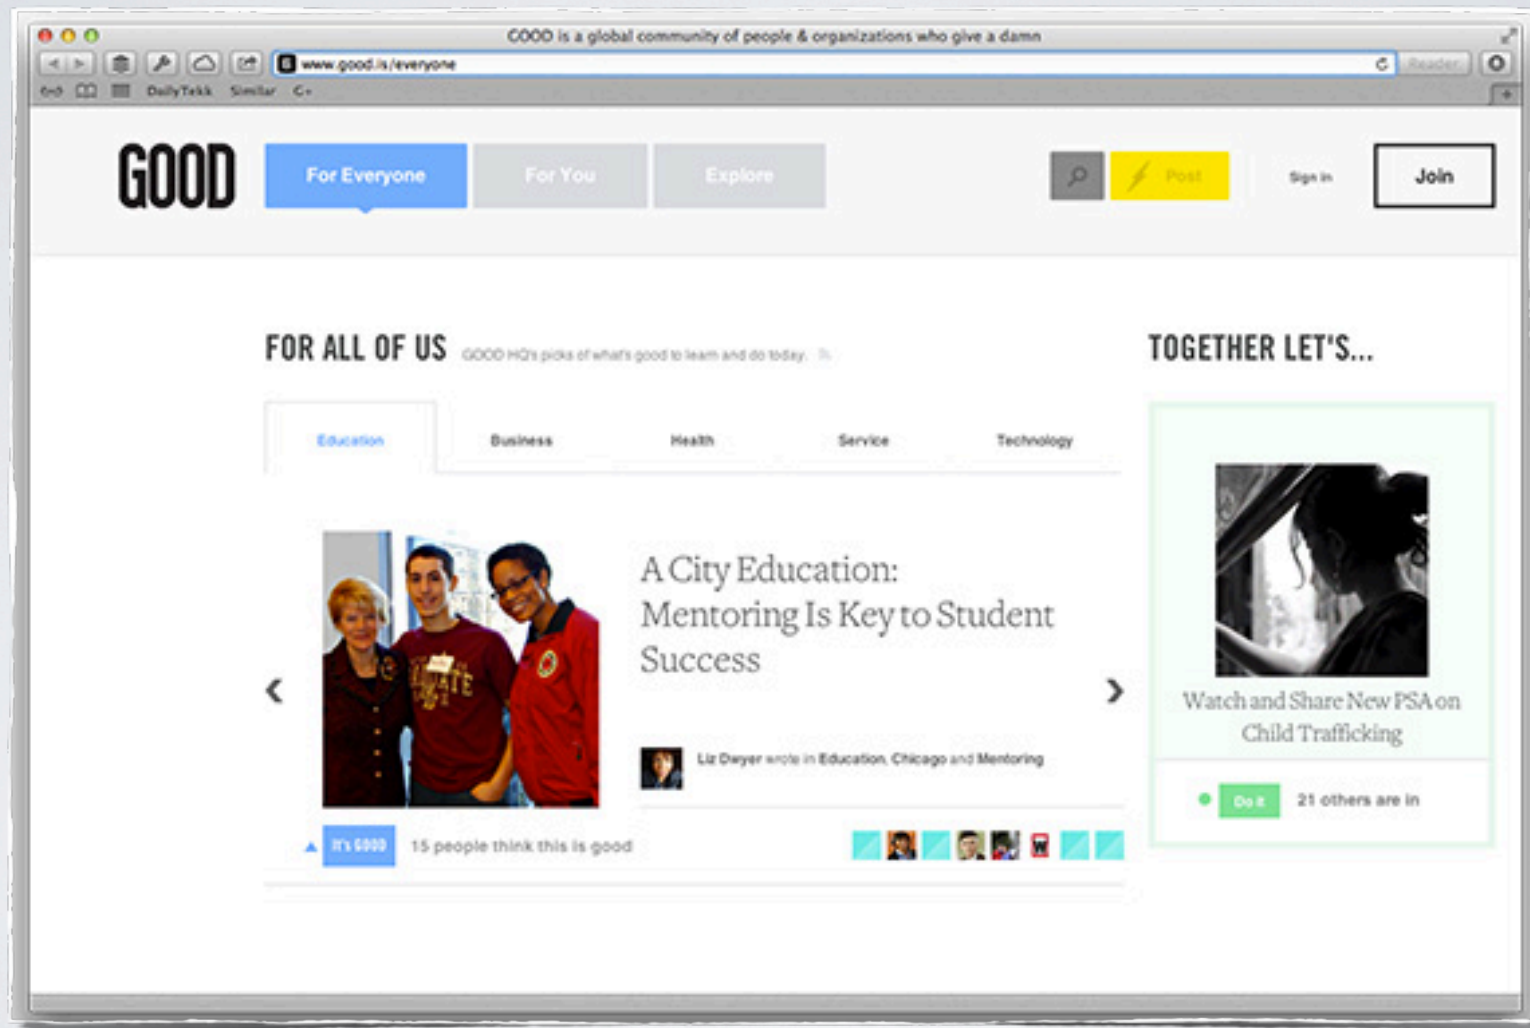 GOOD is a global community of people & organizations who give a damn
www.good.is/everyone
Reader
DailyTekk Similar G+
GOOD
For Everyone
For You
Explore
Post
Sign in
Join
FOR ALL OF US GOOD HQ's picks of what's good to learn and do today.
Education
Business
Health
Service
Technology
A City Education:
Mentoring Is Key to Student
Success
Liz Dwyer wrote in Education, Chicago and Mentoring
It's GOOD
15 people think this is good
W
TOGETHER LET'S...
Watch and Share New PSA on
Child Trafficking
Do it
21 others are in